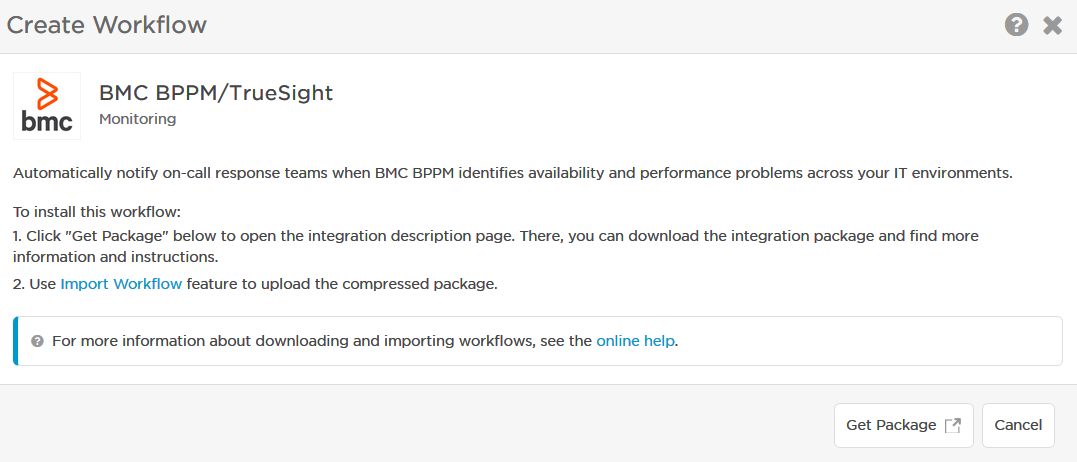 Create Workflow
bmc
BMC BPPM/TrueSight
Monitoring
Automatically notify on-call response teams when BMC BPPM identifies availability and performance problems across your IT environments.
To install this workflow:
1. Click "Get Package" below to open the integration description page. There, you can download the integration package and find more
information and instructions.
2. Use Import Workflow feature to upload the compressed package.
For more information about downloading and importing workflows, see the online help.
Get Package
Cancel